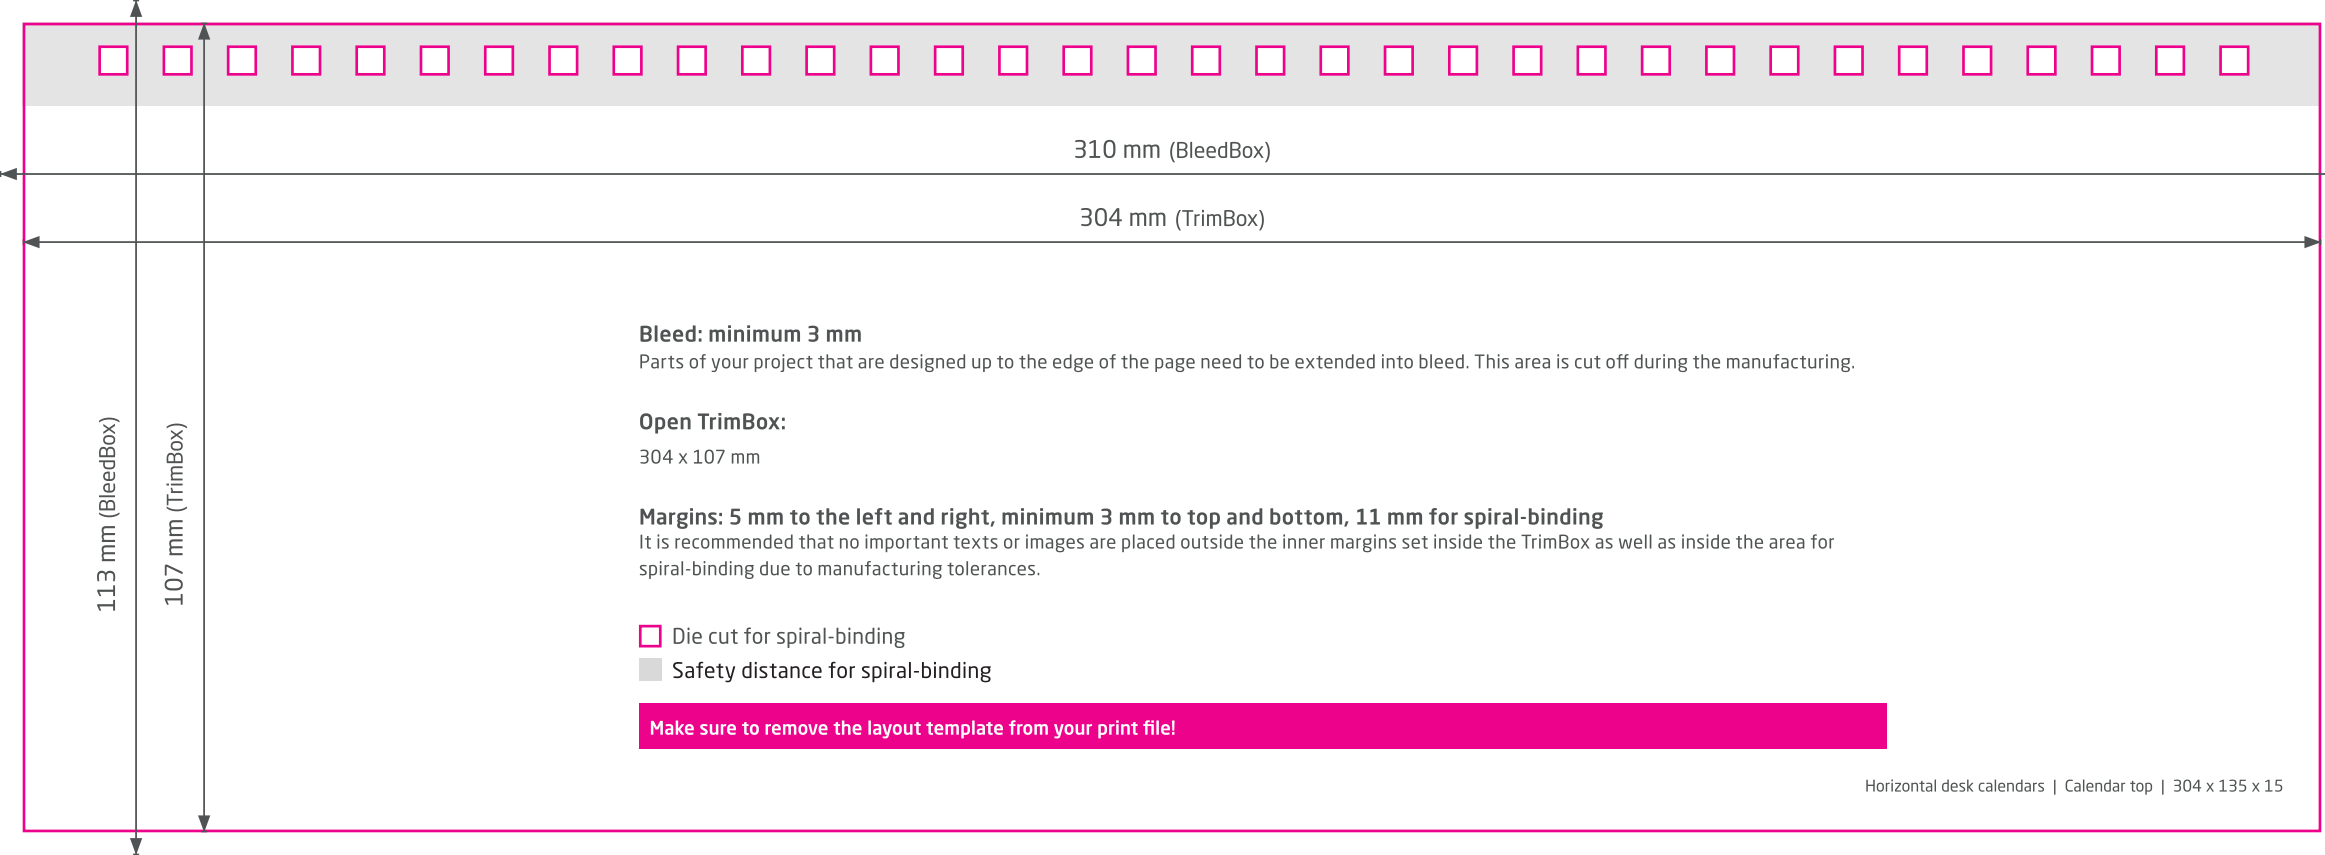 310 mm (BleedBox)
304 mm (TrimBox)
113 mm (BleedBox)
107 mm (TrimBox)
Bleed: minimum 3 mm
Parts of your project that are designed up to the edge of the page need to be extended into bleed. This area is cut off during the manufacturing.
Open TrimBox:
304 x 107 mm
Margins: 5 mm to the left and right, minimum 3 mm to top and bottom, 11 mm for spiral-binding
It is recommended that no important texts or images are placed outside the inner margins set inside the TrimBox as well as inside the area for
spiral-binding due to manufacturing tolerances.
Die cut for spiral-binding
Safety distance for spiral-binding
Make sure to remove the layout template from your print file!
Horizontal desk calendars | Calendar top | 304 x 135 x 15